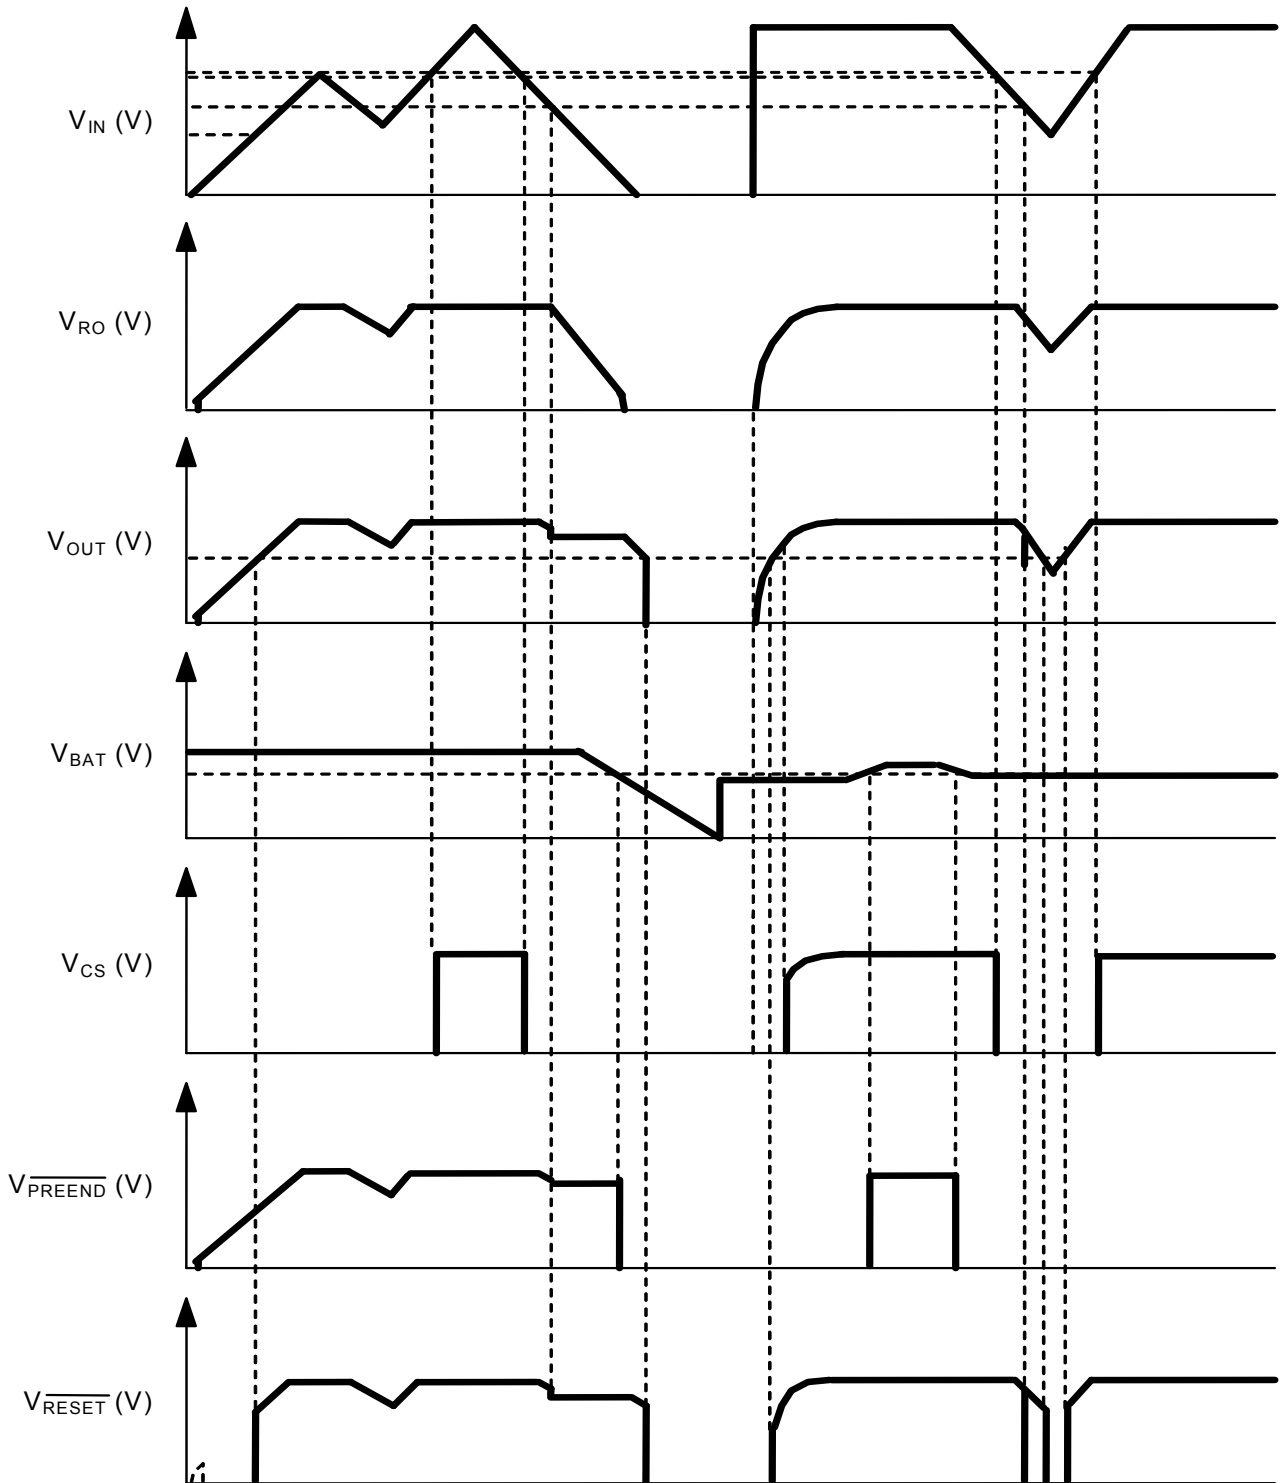 V_IN (V)
V_RO (V)
V_OUT (V)
V_BAT (V)
V_CS (V)
V_PREEND (V)
V_RESET (V)